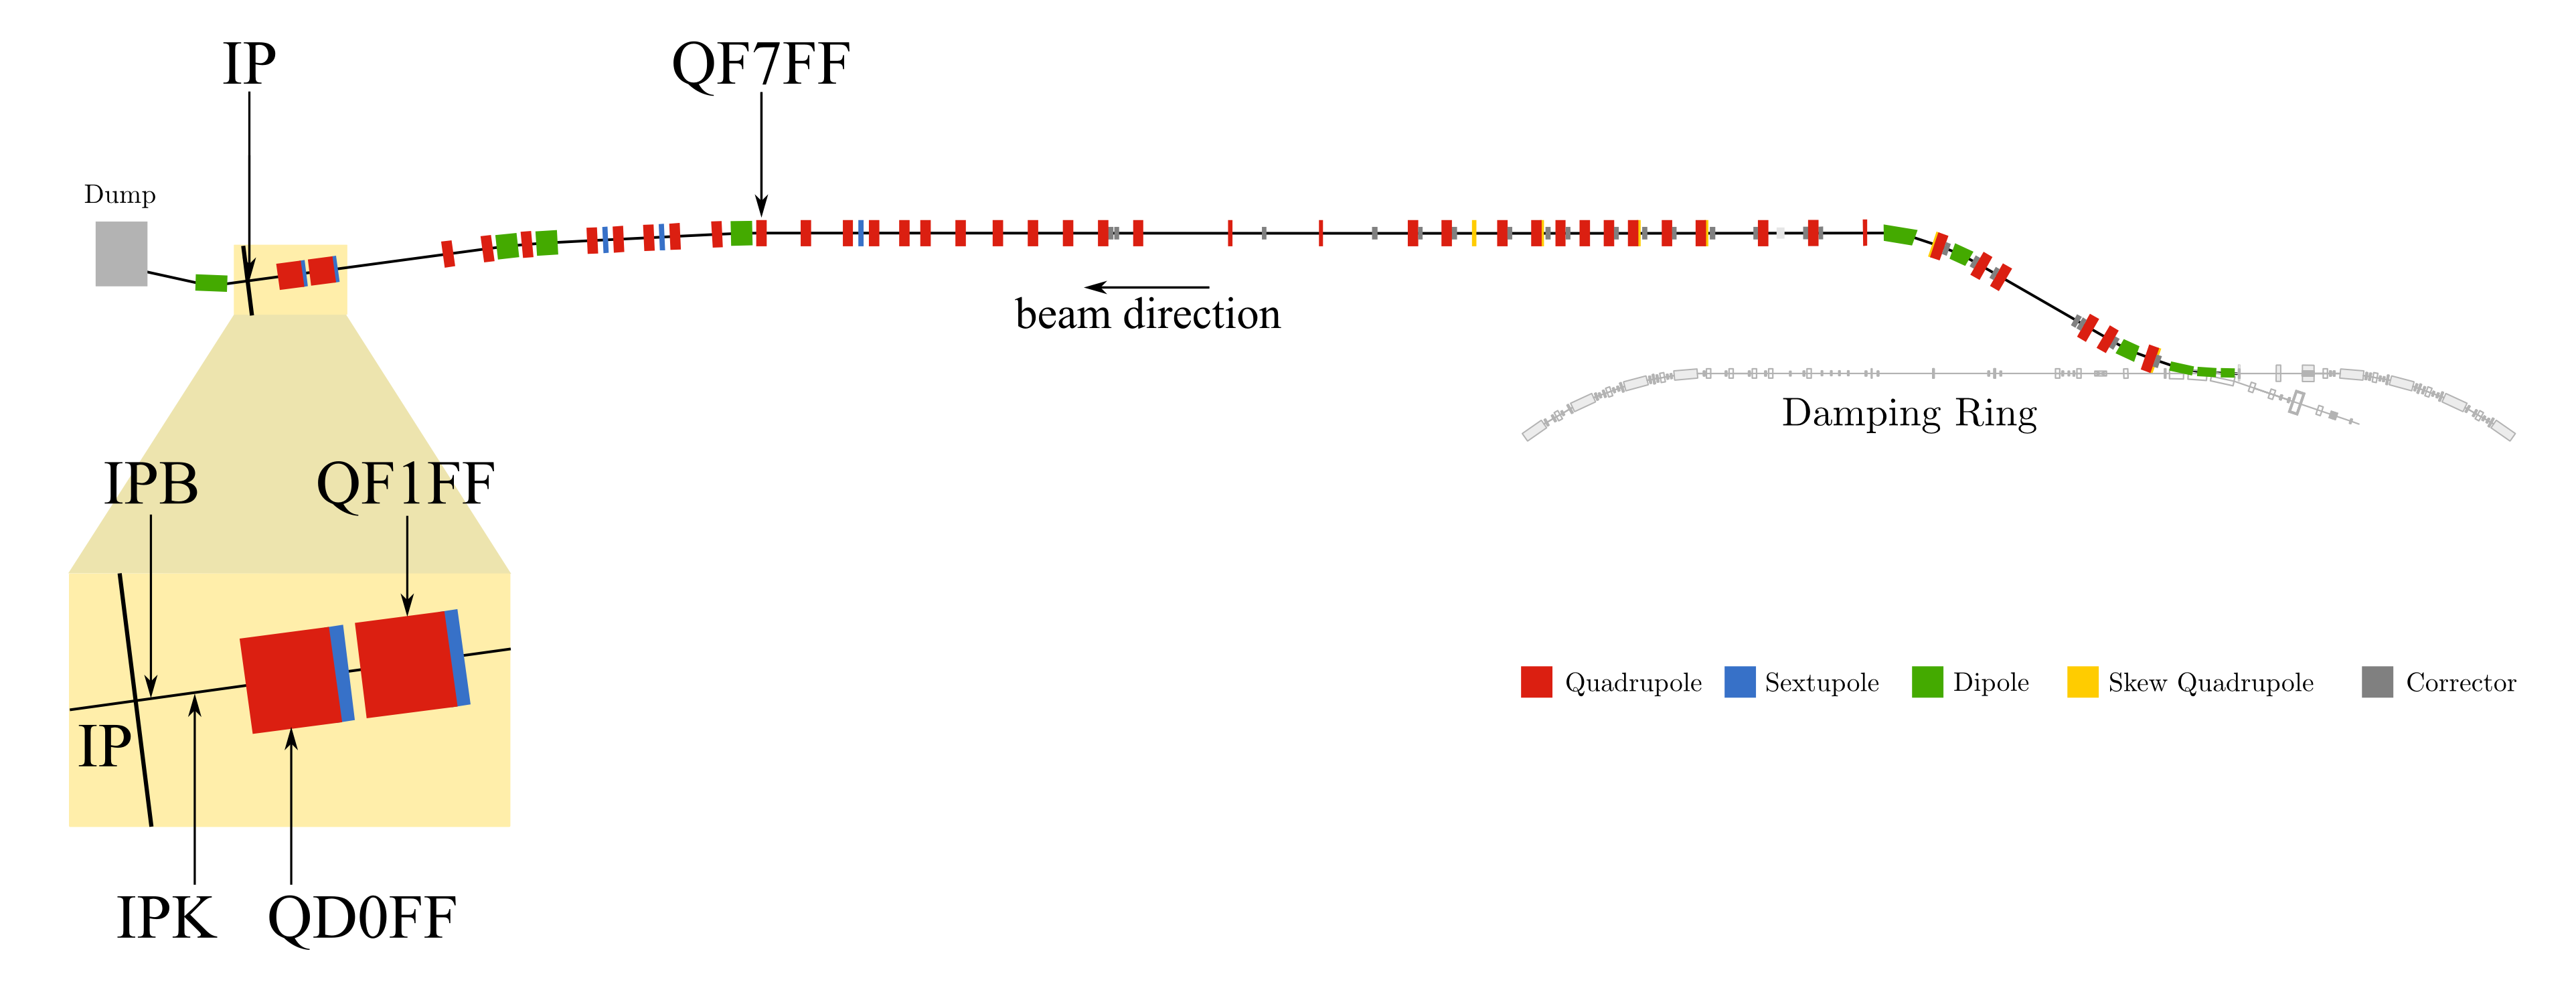 IP
QF7FF
Dump
beam direction
Damping Ring
IPB
QF1FF
IP
IPK
QD0FF
Quadrupole
Sextupole
Dipole
Skew Quadrupole
Corrector